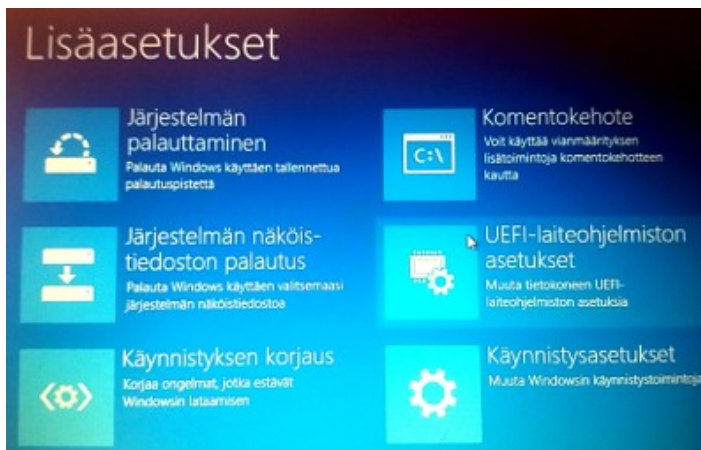 Lisäasetukset
Järjestelmän
palauttaminen
Palauta Windows käyttäen tallennettua
palautuspistettä
Komentokehote
Voit käyttää vianmäärityksen
lisätoimintoja komentokehotteen
kautta
C:\
Järjestelmän näköis-
tiedoston palautus
Palauta Windows käyttäen valitsemaasi
järjestelmän näköistiedostoa
UEFI-laiteohjelmiston
asetukset
Muuta tietokoneen UEFI-
laiteohjelmiston asetuksia
Käynnistyksen korjaus
Korjaa ongelmat, jotka estävät
Windowsin lataamisen
Käynnistysasetukset
Muuta Windowsin käynnistystoimintoja